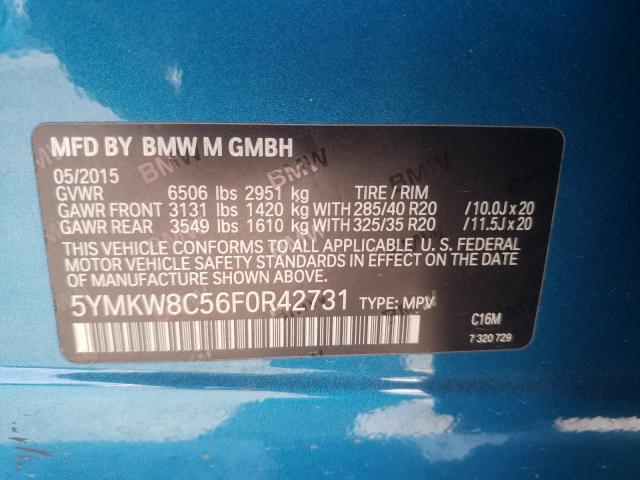 MFD BY BMW M GMBH
05/2015
GVWR 6506 lbs 2951 kg TIRE / RIM
GAWR FRONT 3131 lbs 1420 kg WITH 285/40 R20 /10.0J x 20
GAWR REAR 3549 lbs 1610 kg WITH 325/35 R20 /11.5J x 20
THIS VEHICLE CONFORMS TO ALL APPLICABLE U. S. FEDERAL
MOTOR VEHICLE SAFETY STANDARDS IN EFFECT ON THE DATE
OF MANUFACTURE SHOWN ABOVE.
5YMKW8C56F0R42731 TYPE: MPV
C16M
7 320 729